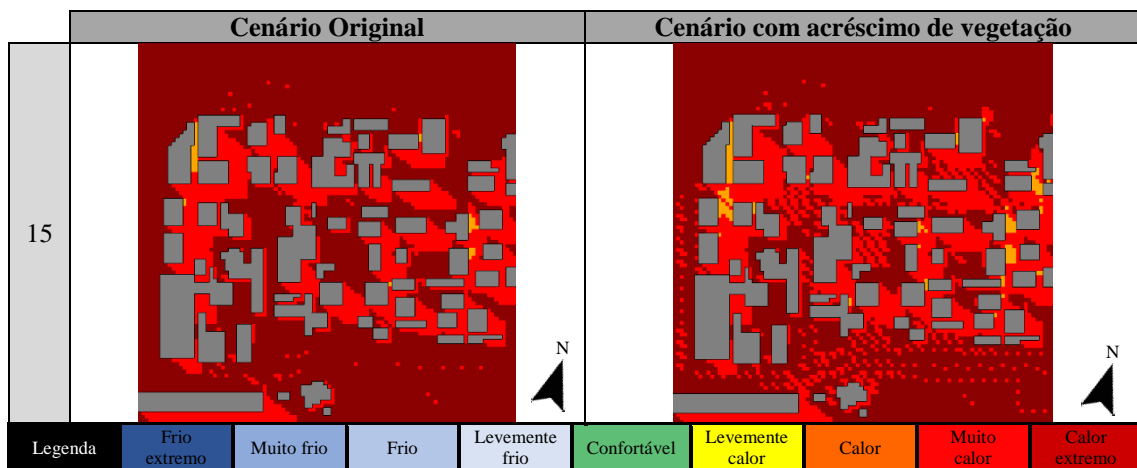 Cenário Original
Cenário com acréscimo de vegetação
15
N
N
Legenda
Frio
extremo
Muito frio
Frio
Levemente
frio
Confortável
Levemente
calor
Calor
Muito
calor
Calor
extremo